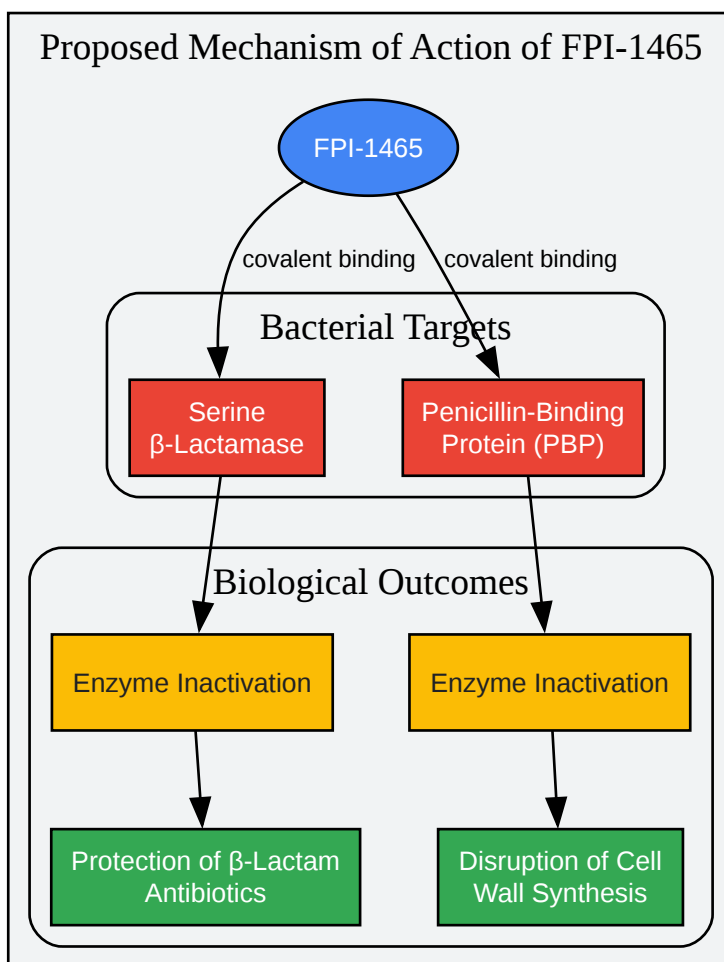 Proposed Mechanism of Action of FPI-1465
FPI-1465
covalent binding
covalent binding
Bacterial Targets
Serine
β-Lactamase
Penicillin-Binding
Protein (PBP)
Biological Outcomes
Enzyme Inactivation
Enzyme Inactivation
Protection of β-Lactam
Antibiotics
Disruption of Cell
Wall Synthesis